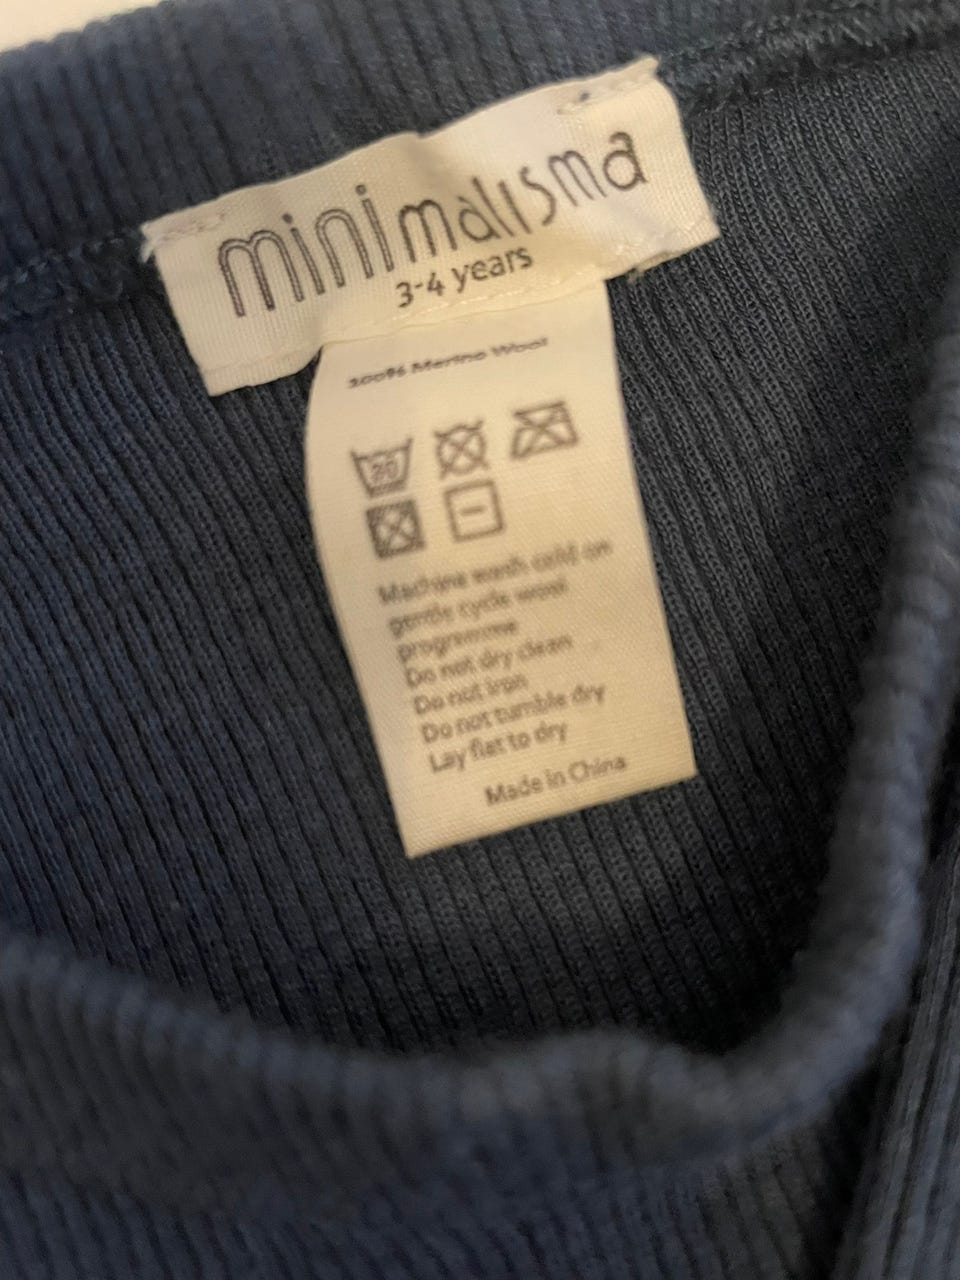 minimalisma
3-4 years
100% Merino Wool
Machine wash cold on
gentle cycle wool
programme
Do not dry clean
Do not iron
Do not tumble dry
Lay flat to dry
Made in China